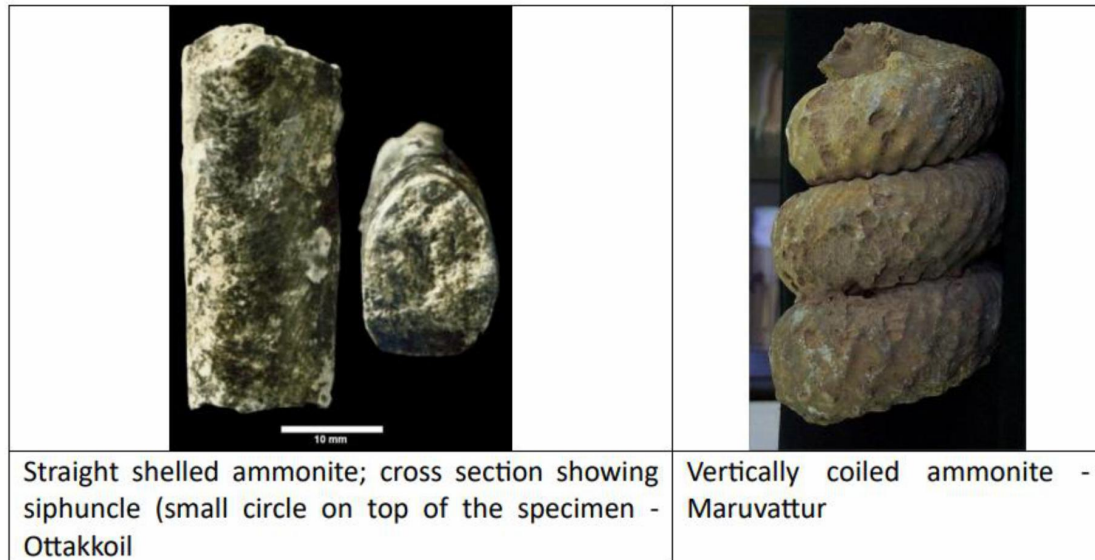 10 mm
Straight shelled ammonite; cross section showing
siphuncle (small circle on top of the specimen -
Ottakkoil
Vertically coiled ammonite -
Maruvattur